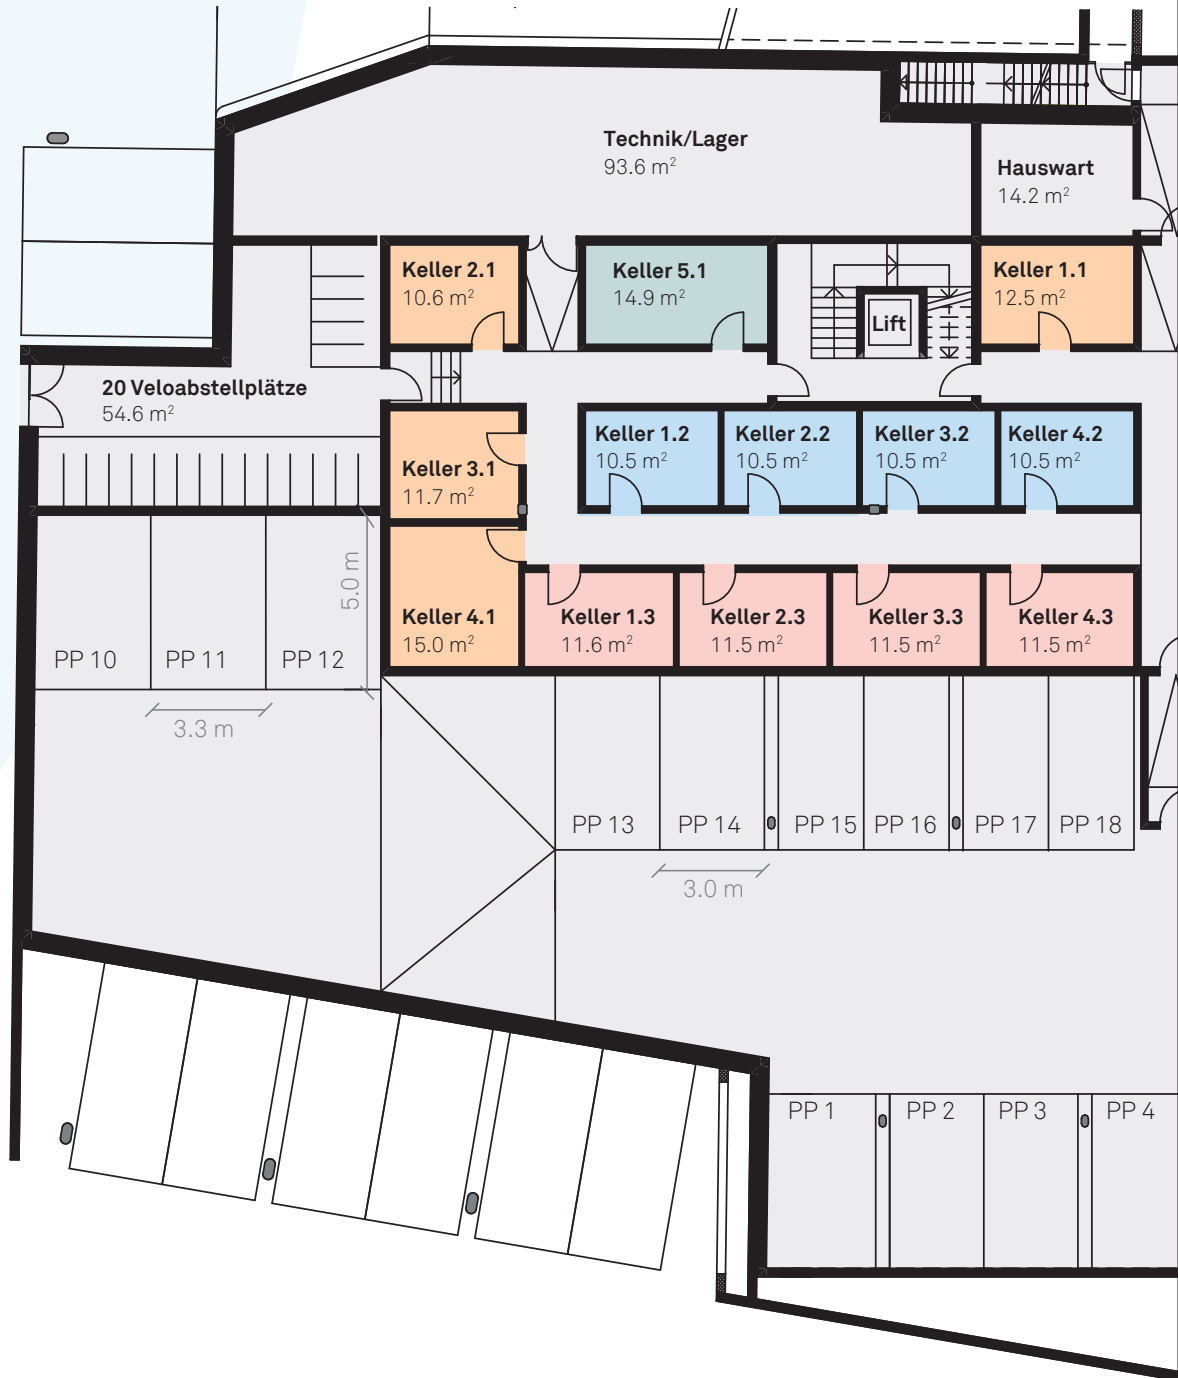 Technik/Lager
93.6 m²
Hauswart
14.2 m²
Keller 2.1
10.6 m²
Keller 5.1
14.9 m²
Lift
Keller 1.1
12.5 m²
20 Veloabstellplätze
54.6 m²
Keller 3.1
11.7 m²
Keller 1.2
10.5 m²
Keller 2.2
10.5 m²
Keller 3.2
10.5 m²
Keller 4.2
10.5 m²
5.0 m
Keller 4.1
15.0 m²
Keller 1.3
11.6 m²
Keller 2.3
11.5 m²
Keller 3.3
11.5 m²
Keller 4.3
11.5 m²
PP 10
PP 11
PP 12
3.3 m
PP 13
PP 14
PP 15
PP 16
PP 17
PP 18
3.0 m
PP 1
PP 2
PP 3
PP 4